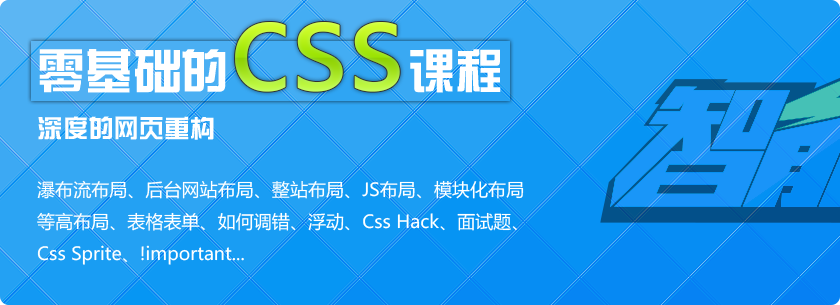 零基础的CSS课程
深度的网页重构
瀑布流布局、后台网站布局、整站布局、JS布局、模块化布局
等高布局、表格表单、如何调错、浮动、Css Hack、面试题、
Css Sprite、!important...
智能